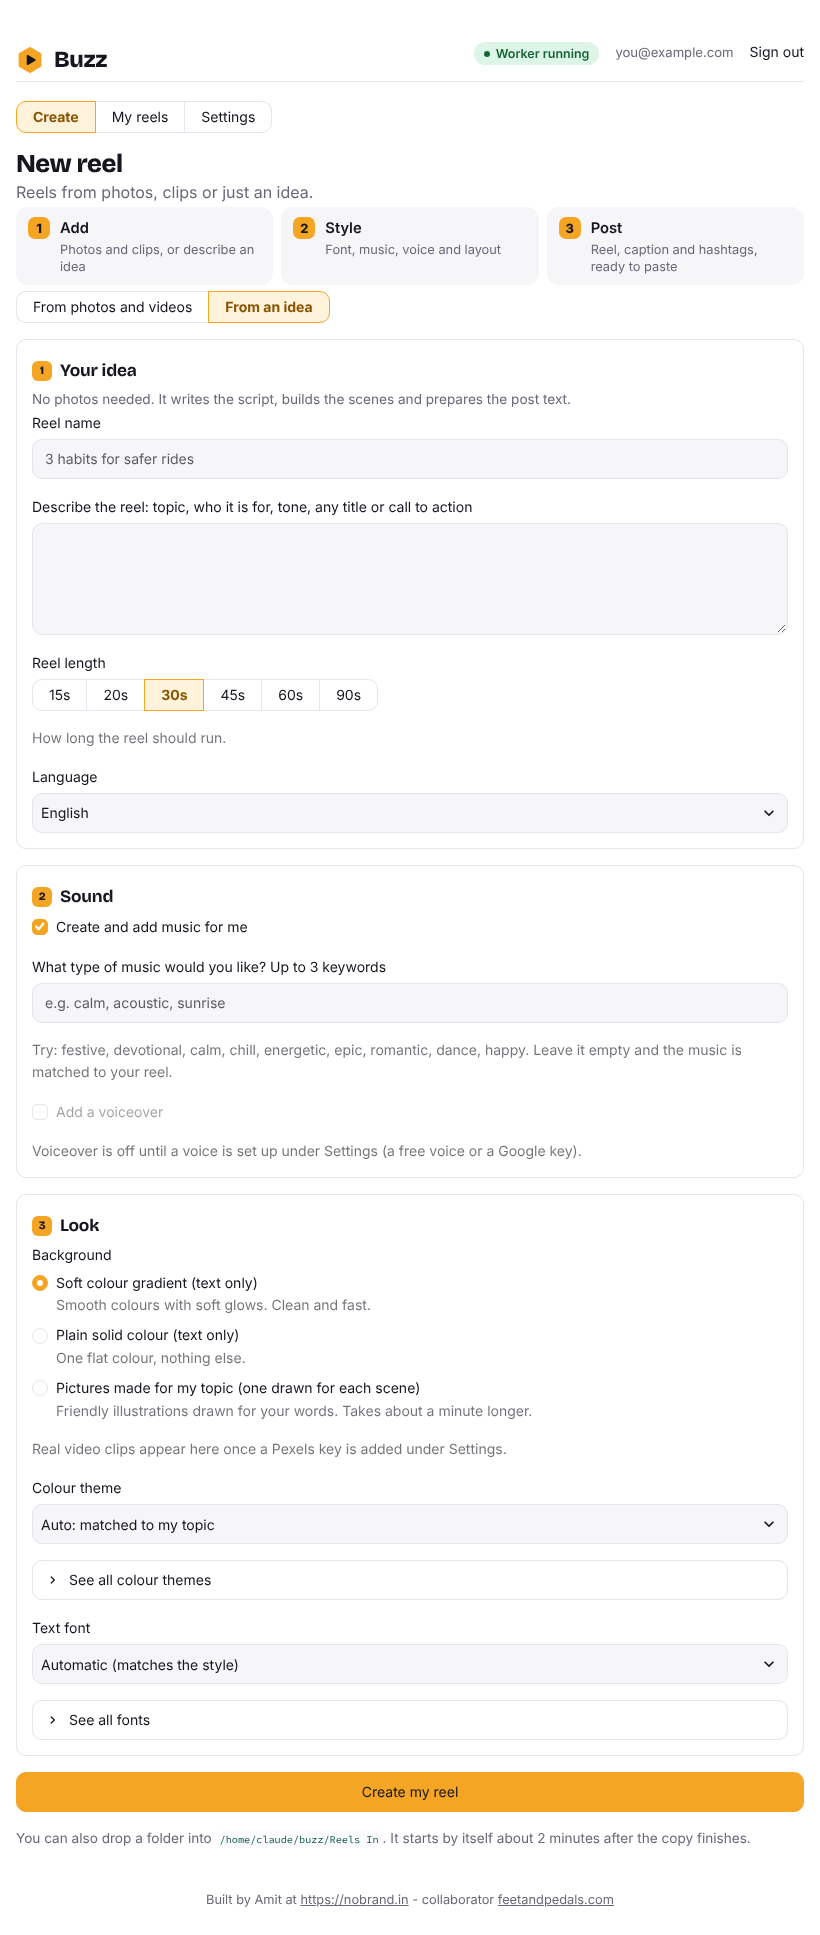 Buzz
Worker running
you@example.com
Sign out
Create
My reels
Settings
New reel
Reels from photos, clips or just an idea.
1
Add
Photos and clips, or describe an
idea
2
Style
Font, music, voice and layout
3
Post
Reel, caption and hashtags,
ready to paste
From photos and videos
From an idea
1
Your idea
No photos needed. It writes the script, builds the scenes and prepares the post text.
Reel name
3 habits for safer rides
Describe the reel: topic, who it is for, tone, any title or call to action
Reel length
15s
20s
30s
45s
60s
90s
How long the reel should run.
Language
English
2
Sound
Create and add music for me
What type of music would you like? Up to 3 keywords
e.g. calm, acoustic, sunrise
Try: festive, devotional, calm, chill, energetic, epic, romantic, dance, happy. Leave it empty and the music is
matched to your reel.
Add a voiceover
Voiceover is off until a voice is set up under Settings (a free voice or a Google key).
3
Look
Background
Soft colour gradient (text only)
Smooth colours with soft glows. Clean and fast.
Plain solid colour (text only)
One flat colour, nothing else.
Pictures made for my topic (one drawn for each scene)
Friendly illustrations drawn for your words. Takes about a minute longer.
Real video clips appear here once a Pexels key is added under Settings.
Colour theme
Auto: matched to my topic
See all colour themes
Text font
Automatic (matches the style)
See all fonts
Create my reel
You can also drop a folder into /home/claude/buzz/Reels In. It starts by itself about 2 minutes after the copy finishes.
Built by Amit at https://nobrand.in - collaborator feetandpedals.com